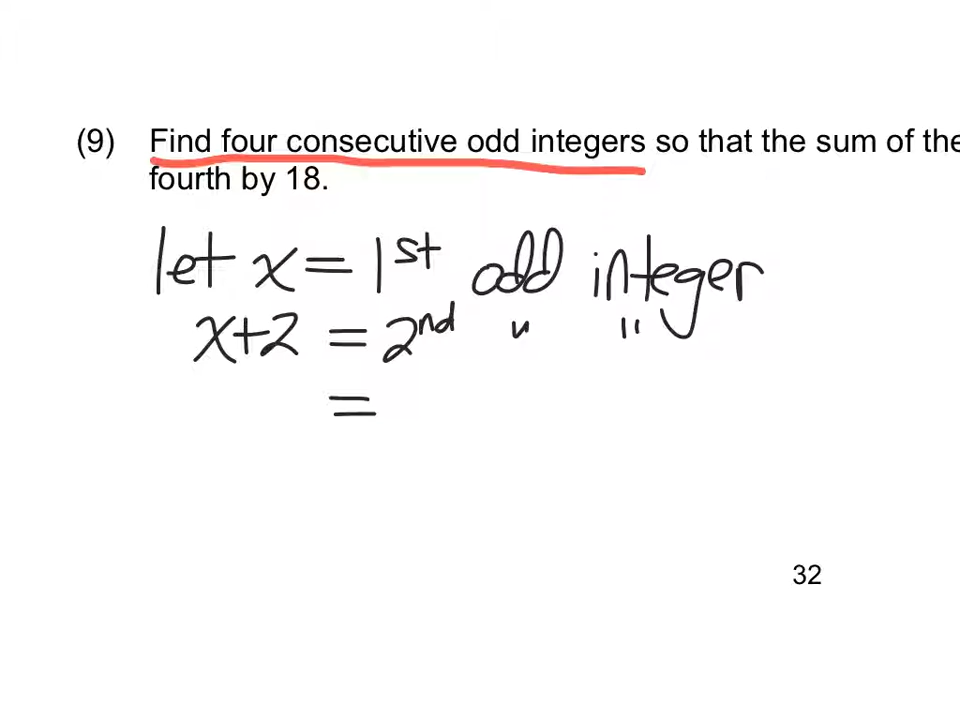 (9) Find four consecutive odd integers so that the sum of the
fourth by 18.
let x = 1st odd integer
x+2 = 2nd " "
=
32